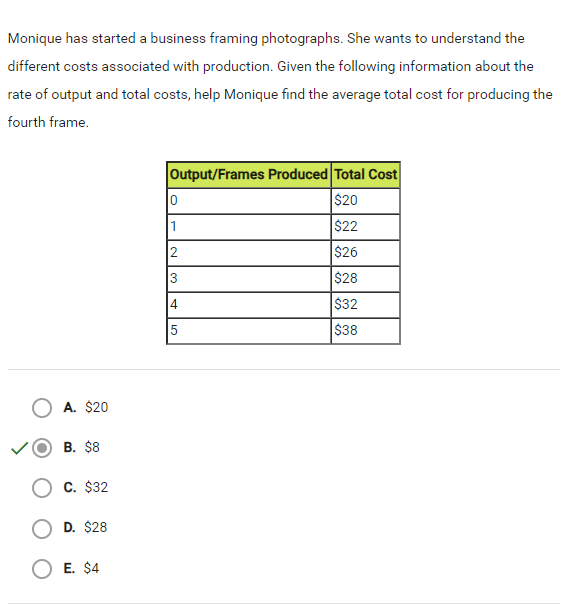 Monique has started a business framing photographs. She wants to understand the
different costs associated with production. Given the following information about the
rate of output and total costs, help Monique find the average total cost for producing the
fourth frame.
Output/Frames Produced Total Cost
0 $20
1 $22
2 $26
3 $28
4 $32
5 $38
A. $20
B. $8
C. $32
D. $28
E. $4